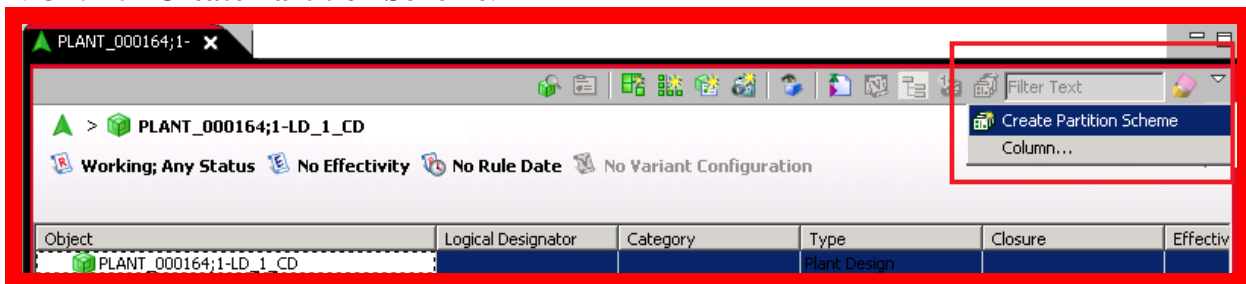 PLANT_000164;1-
Filter Text
Create Partition Scheme
Column...
> PLANT_000164;1-LD_1_CD
Working; Any Status No Effectivity No Rule Date No Variant Configuration
Object Logical Designator Category Type Closure Effectiv
PLANT_000164;1-LD_1_CD Plant Design